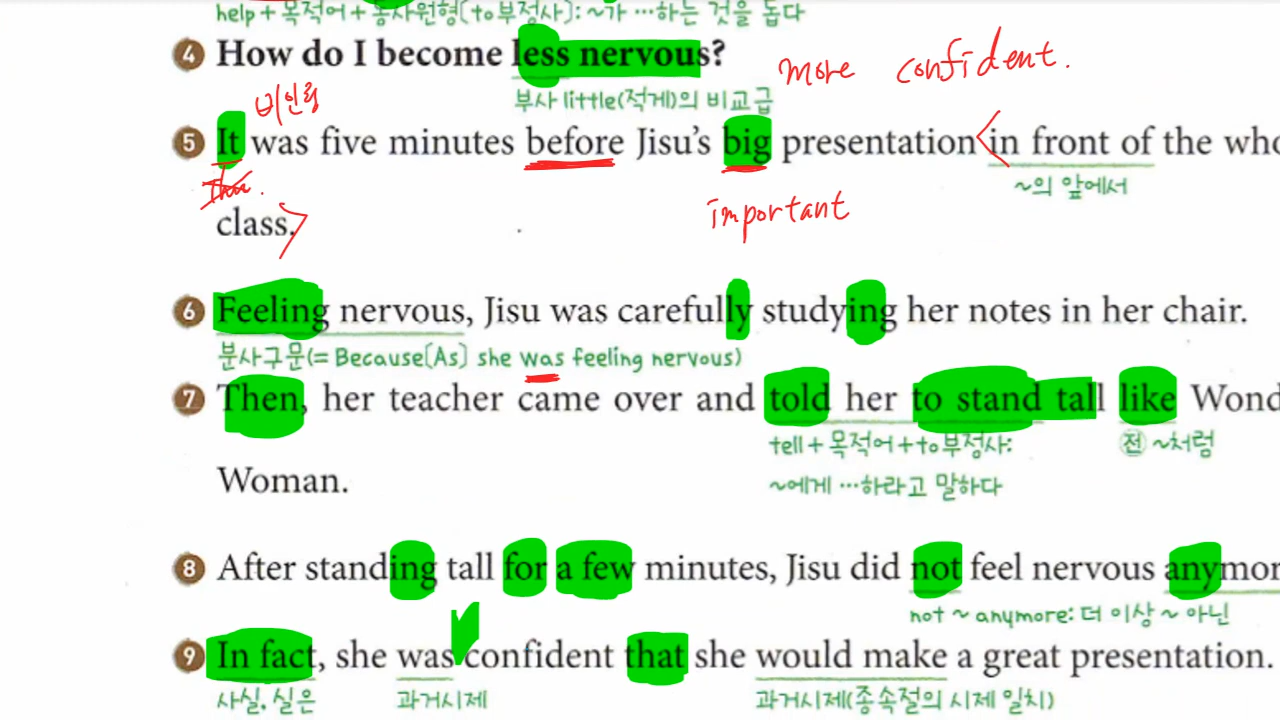 help + 목적어 + 동사원형(to부정사): ~가 …하는 것을 돕다
④ How do I become less nervous?
more confident.
부사 little(적게)의 비교급
비인칭
⑤ It was five minutes before Jisu's big presentation <in front of the who
~의 앞에서
important
class.>
⑥ Feeling nervous, Jisu was carefully studying her notes in her chair.
분사구문(= Because(As) she was feeling nervous)
⑦ Then, her teacher came over and told her to stand tall like Wond
tell + 목적어 + to부정사:
전 ~처럼
Woman.
~에게 …하라고 말하다
⑧ After standing tall for a few minutes, Jisu did not feel nervous anymor
not ~ anymore: 더 이상 ~ 아닌
⑨ In fact, she was confident that she would make a great presentation.
사실, 실은
과거시제
과거시제(종속절의 시제 일치)